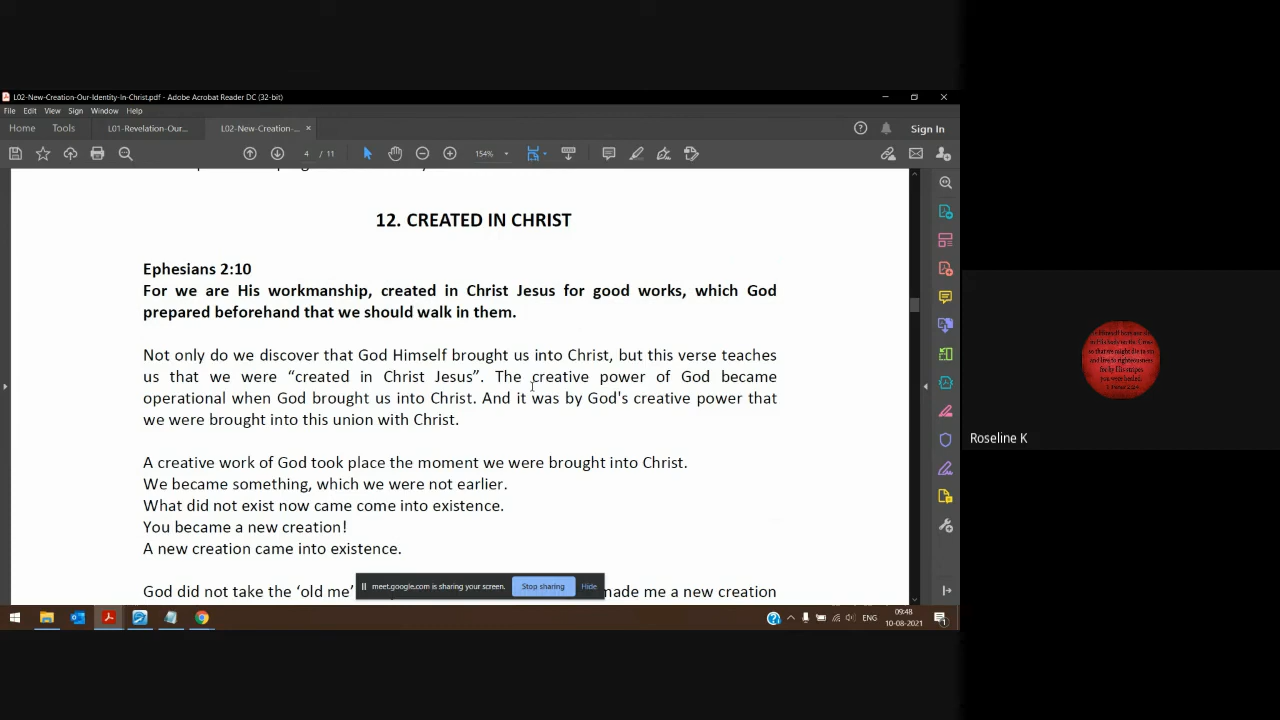 L02-New-Creation-Our-Identity-In-Christ.pdf - Adobe Acrobat Reader DC (32-bit)
File Edit View Sign Window Help
Home Tools L01-Revelation-Our... L02-New-Creation-... × Sign In
4 / 11 154%
12. CREATED IN CHRIST
Ephesians 2:10
For we are His workmanship, created in Christ Jesus for good works, which God
prepared beforehand that we should walk in them.
Not only do we discover that God Himself brought us into Christ, but this verse teaches
us that we were “created in Christ Jesus”. The creative power of God became
operational when God brought us into Christ. And it was by God's creative power that
we were brought into this union with Christ.
A creative work of God took place the moment we were brought into Christ.
We became something, which we were not earlier.
What did not exist now came come into existence.
You became a new creation!
A new creation came into existence.
God did not take the ‘old me’ made me a new creation
meet.google.com is sharing your screen. Stop sharing Hide
Roseline K
ENG
09:48
10-08-2021